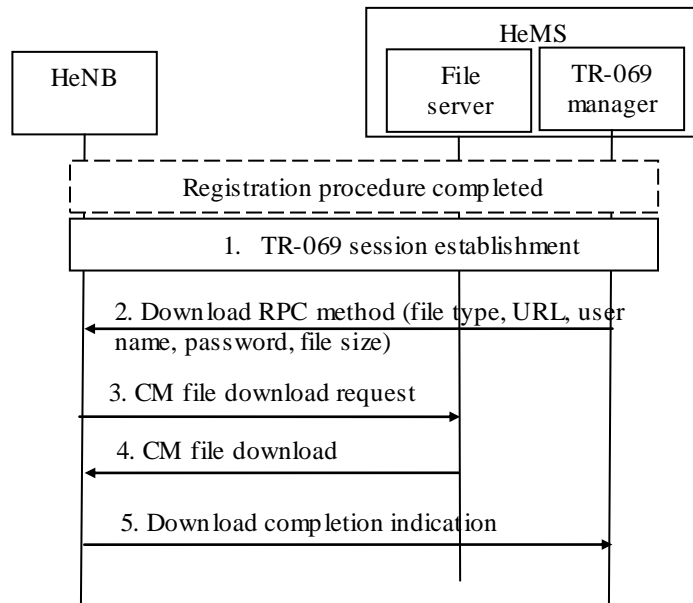 HeMS
HeNB
File
server
TR-069
manager
Registration procedure completed
1. TR-069 session establishment
2. Download RPC method (file type, URL, user
name, password, file size)
3. CM file download request
4. CM file download
5. Download completion indication